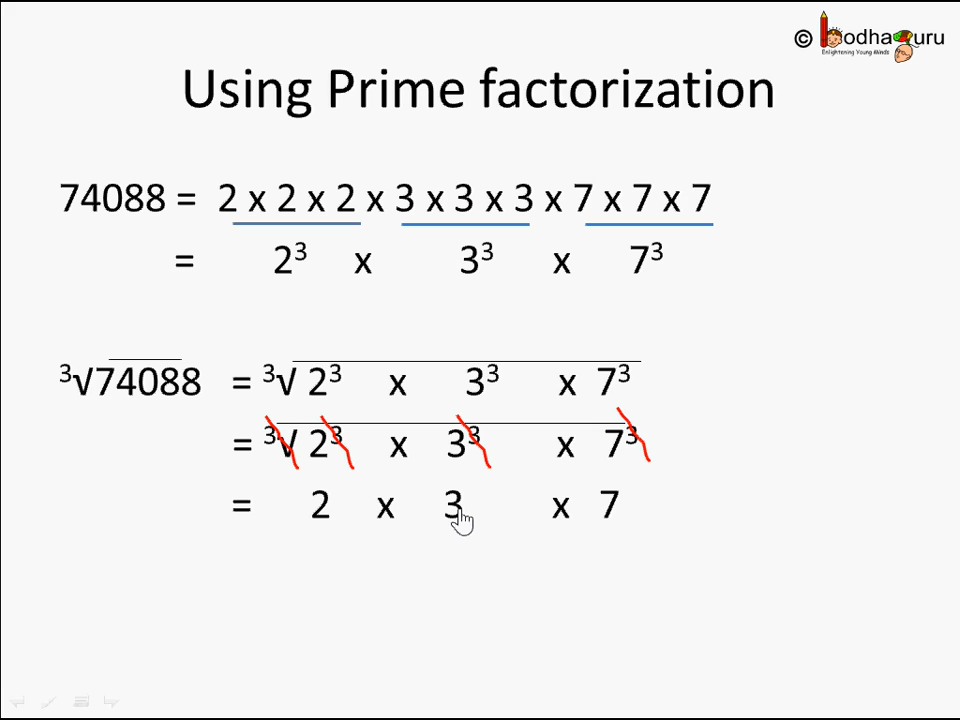 © BodhaGuru
Enlightening Young Minds
Using Prime factorization
74088 = 2 x 2 x 2 x 3 x 3 x 3 x 7 x 7 x 7
= 2³ x 3³ x 7³
³√74088 = ³√ 2³ x 3³ x 7³
= ³√ 2³ x 3³ x 7³
= 2 x 3 x 7